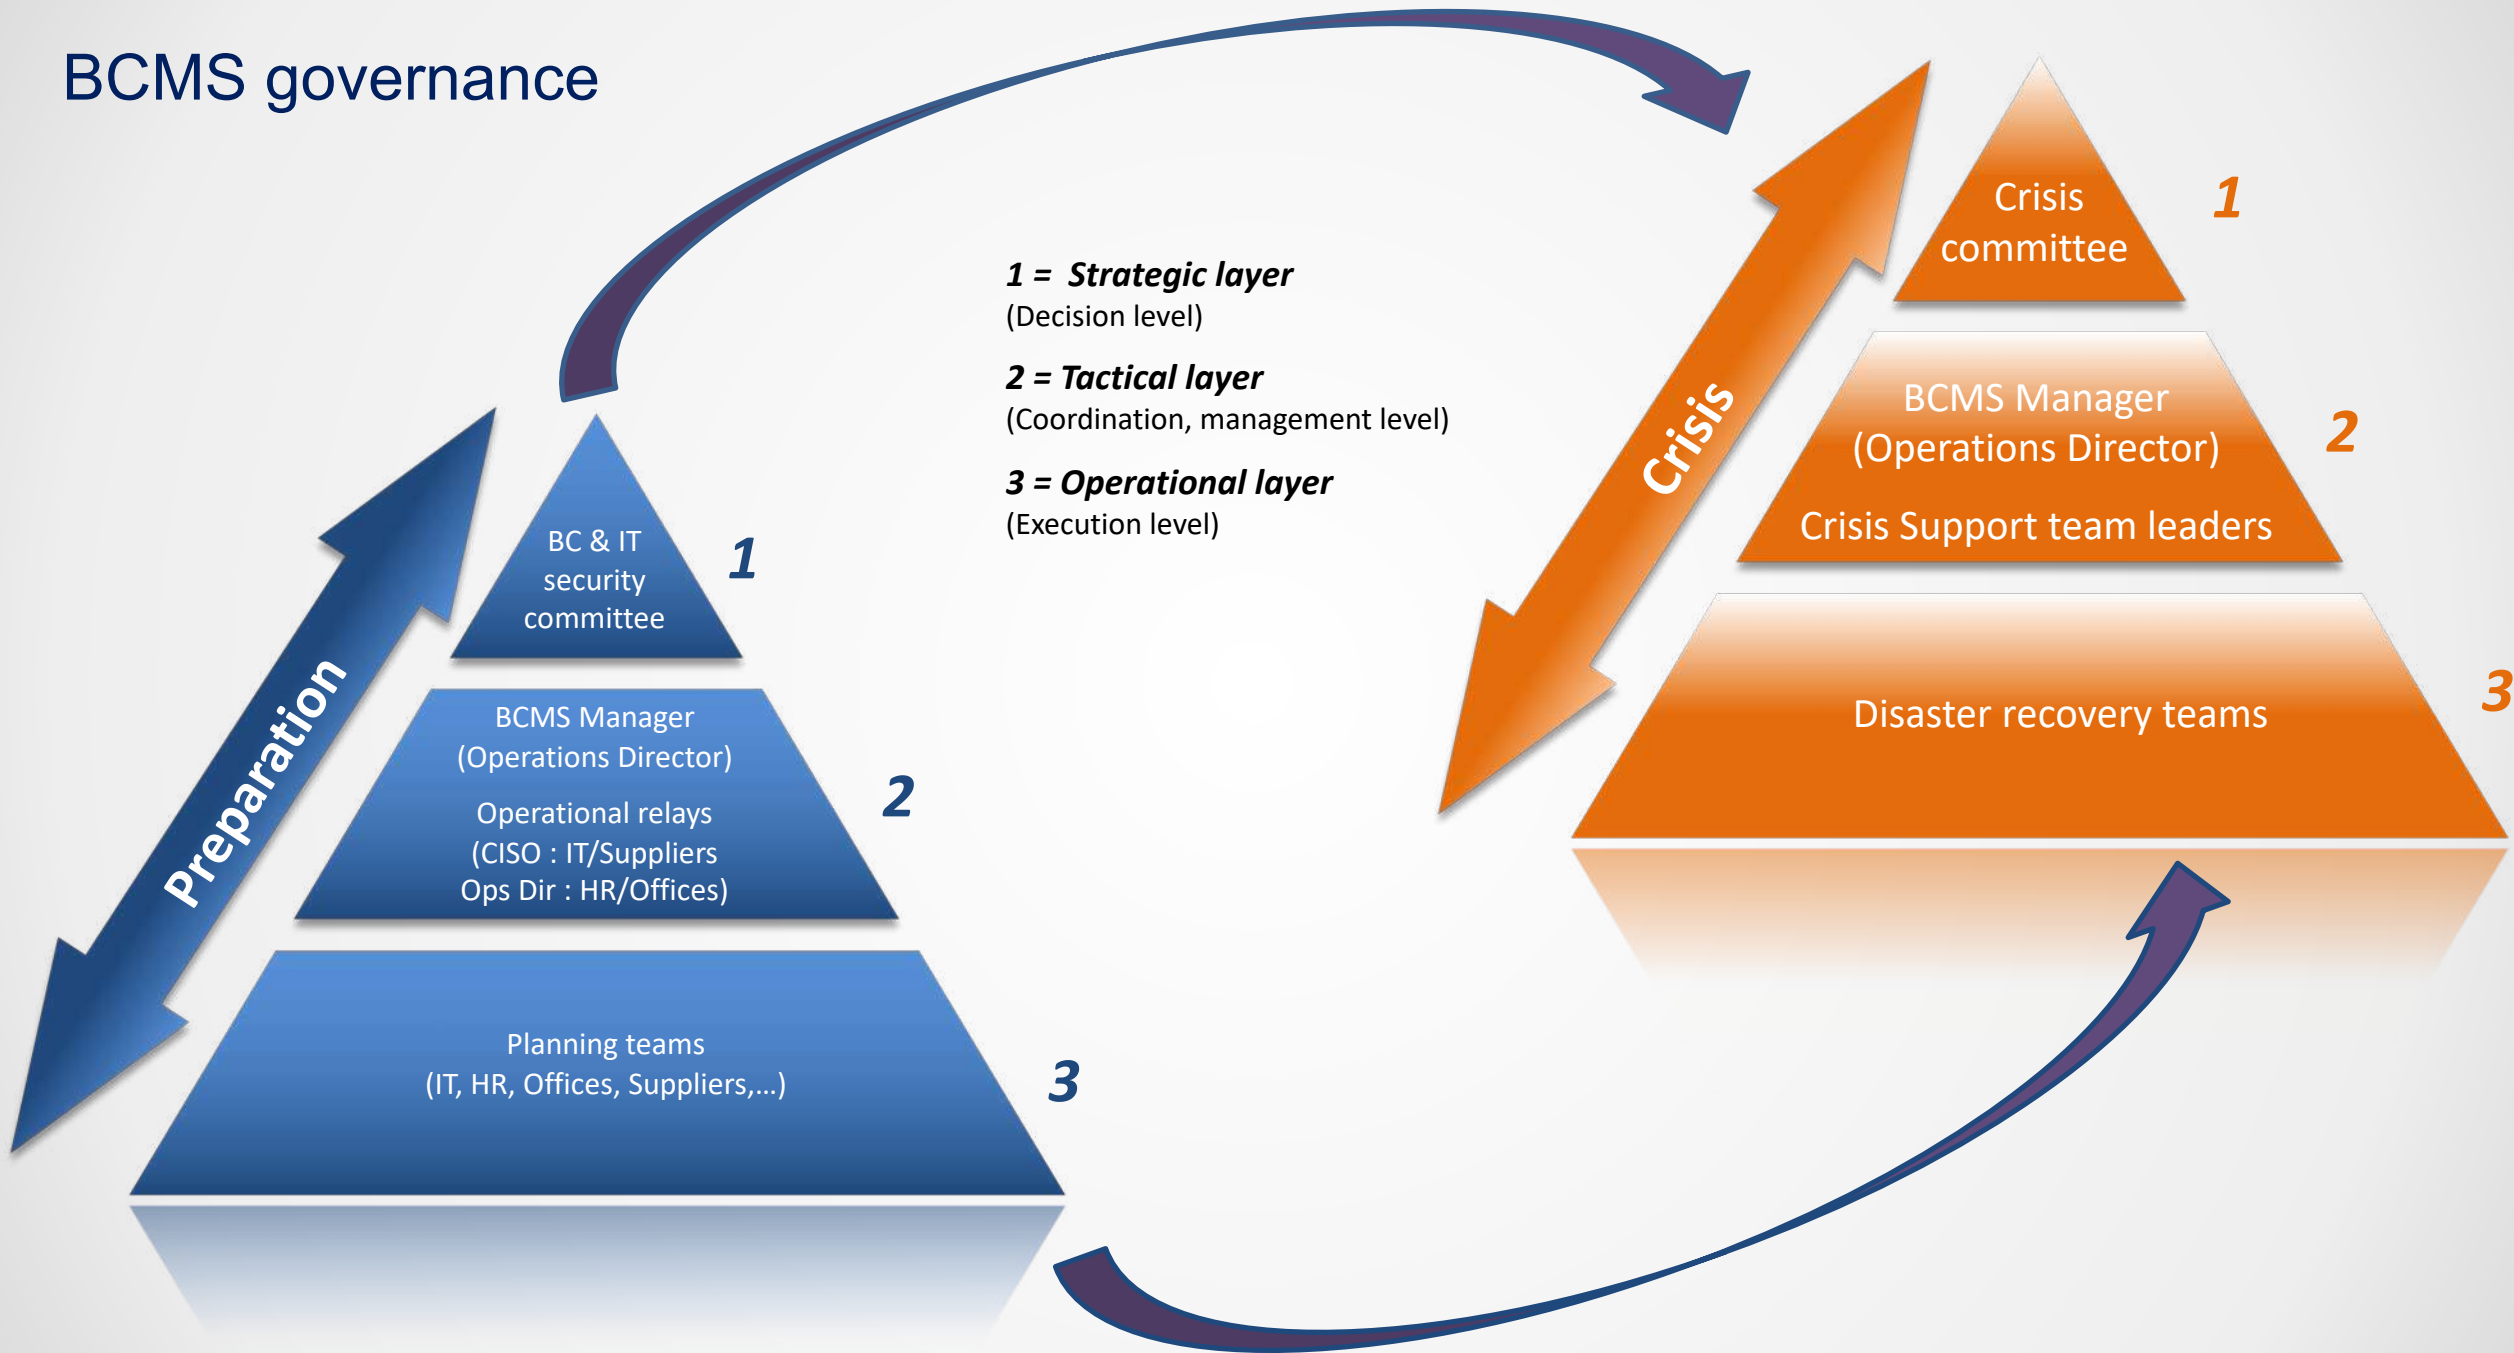 BCMS governance
Preparation
BC & IT
security
committee
1
BCMS Manager
(Operations Director)
Operational relays
(CISO : IT/Suppliers
Ops Dir : HR/Offices)
2
Planning teams
(IT, HR, Offices, Suppliers,...)
3
1 =  Strategic layer
(Decision level)
2 = Tactical layer
(Coordination, management level)
3 = Operational layer
(Execution level)
Crisis
Crisis
committee
1
BCMS Manager
(Operations Director)
Crisis Support team leaders
2
Disaster recovery teams
3